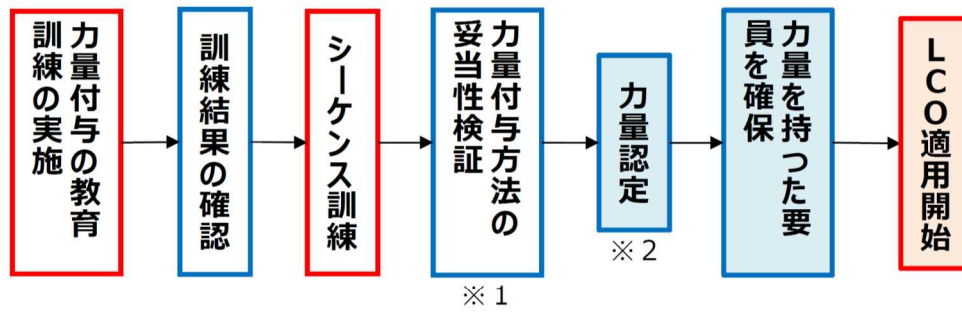 力量付与の教育
訓練の実施
訓練結果の確認
シーケンス訓練
力量付与方法の
妥当性検証
※１
力量認定
※２
力量を持つた要
員を確保
LCO適用開始